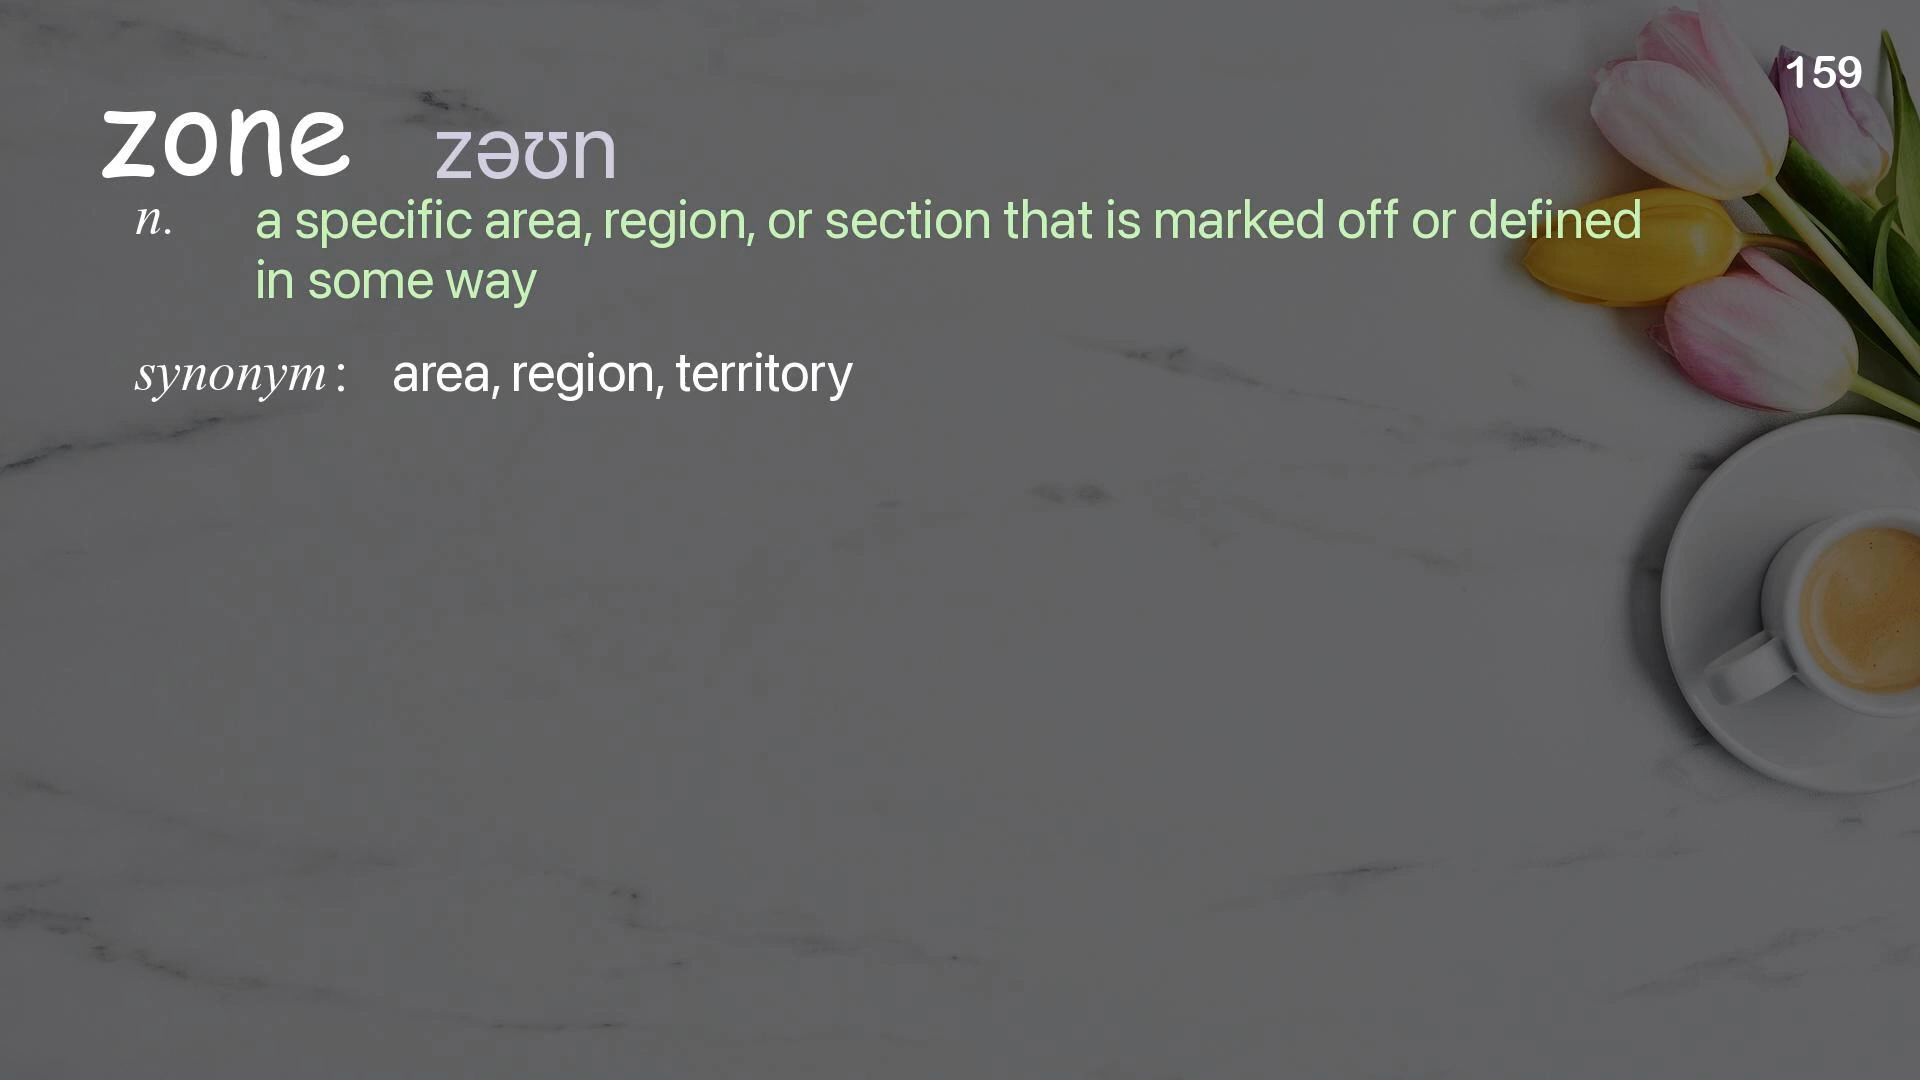 159
zone zəʊn
n. a specific area, region, or section that is marked off or defined
in some way
synonym: area, region, territory